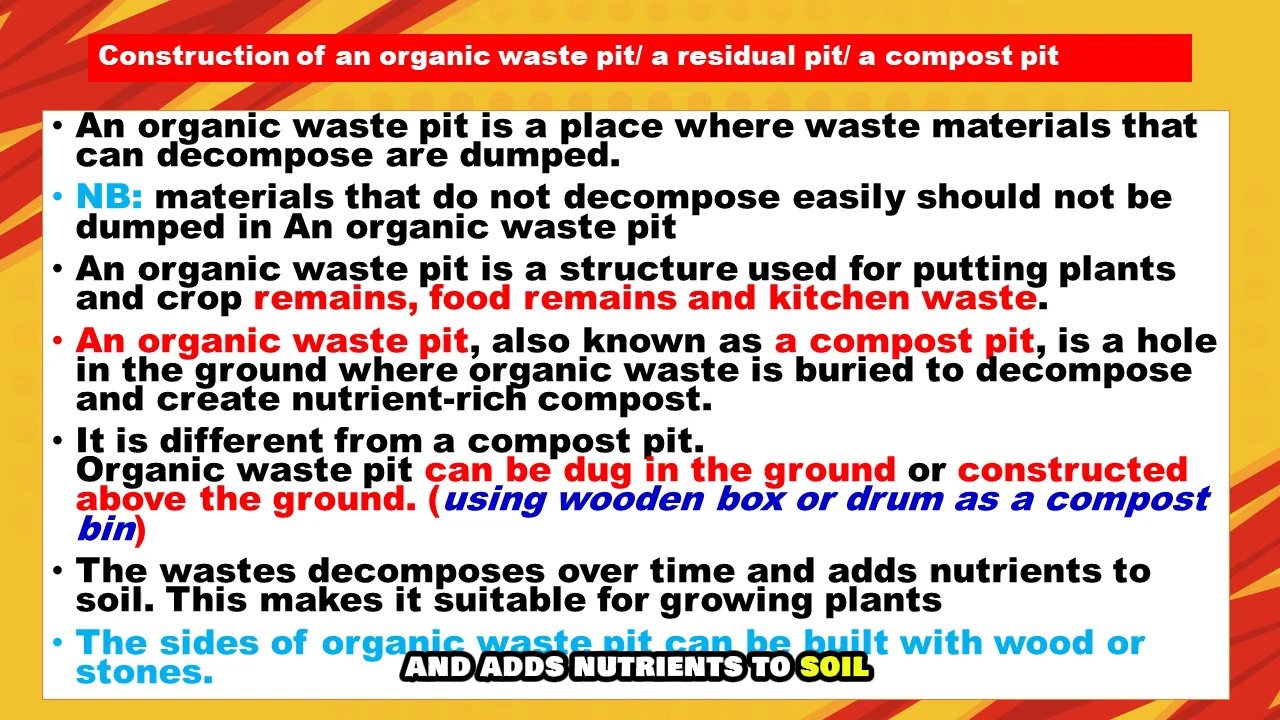 Construction of an organic waste pit/ a residual pit/ a compost pit
• An organic waste pit is a place where waste materials that
can decompose are dumped.
• NB: materials that do not decompose easily should not be
dumped in An organic waste pit
• An organic waste pit is a structure used for putting plants
and crop remains, food remains and kitchen waste.
• An organic waste pit, also known as a compost pit, is a hole
in the ground where organic waste is buried to decompose
and create nutrient-rich compost.
• It is different from a compost pit.
Organic waste pit can be dug in the ground or constructed
above the ground. (using wooden box or drum as a compost
bin)
• The wastes decomposes over time and adds nutrients to
soil. This makes it suitable for growing plants
• The sides of organic waste pit can be built with wood or
stones.
AND ADDS NUTRIENTS TO SOIL